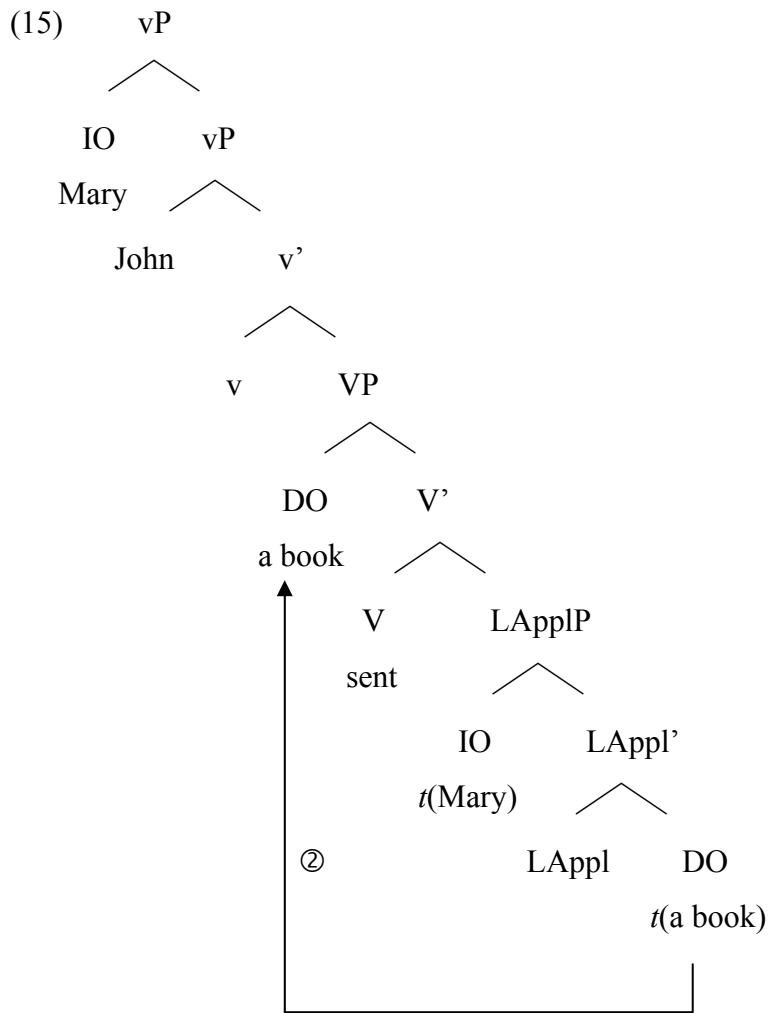 (15) vP
IO vP
Mary
John v’
v VP
DO V’
a book
V LApplP
sent
IO LAppl’
t(Mary)
② LAppl DO
t(a book)